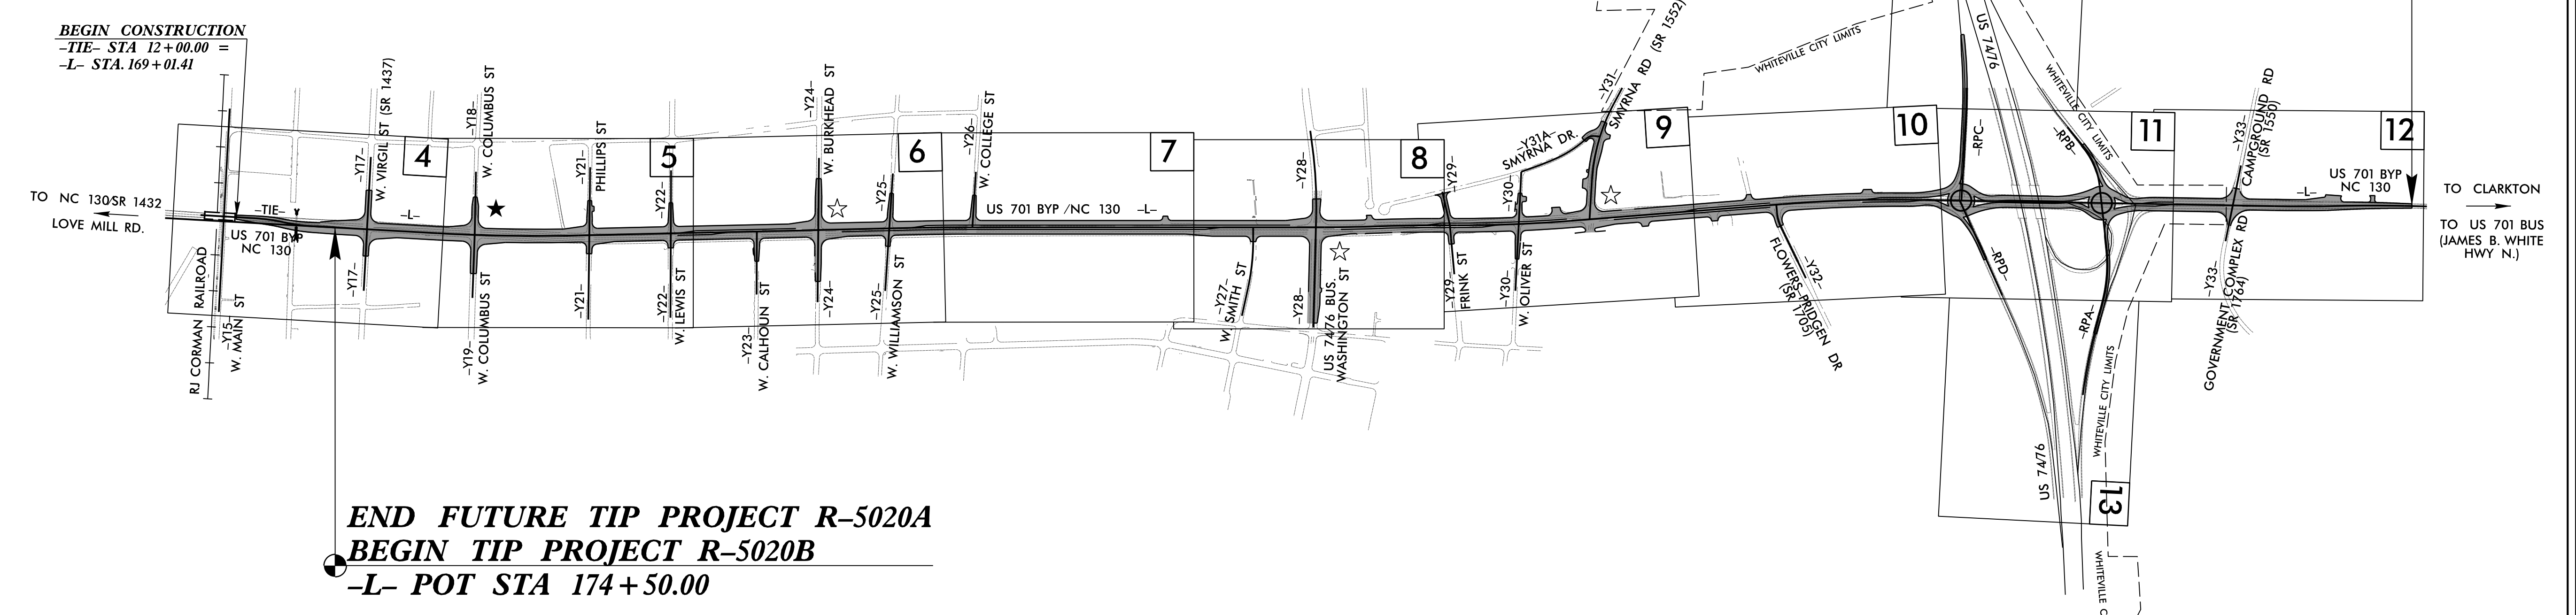 BEGIN CONSTRUCTION
–TIE– STA 12+00.00 =
–L– STA. 169+01.41
TO NC 130/SR 1432
LOVE MILL RD.
RJ CORMAN RAILROAD
–Y15–
W. MAIN ST
–TIE–
US 701 BYP
NC 130
–Y17–
W. VIRGIL ST (SR 1437)
–Y17–
–L–
4
–Y18–
W. COLUMBUS ST
–Y19–
W. COLUMBUS ST
–Y21–
PHILLIPS ST
–Y21–
5
–Y22–
–Y22–
W. LEWIS ST
–Y23–
W. CALHOUN ST
–Y24–
W. BURKHEAD ST
–Y24–
–Y25–
–Y25–
W. WILLIAMSON ST
6
–Y26–
W. COLLEGE ST
US 701 BYP /NC 130 –L–
7
–Y27–
W. SMITH ST
–Y28–
–Y28–
US 74/76 BUS.
WASHINGTON ST
8
–Y29–
–Y29–
FRINK ST
–Y30–
–Y30–
W. OLIVER ST
–Y31A–
SMYRNA DR.
–Y31–
SMYRNA RD (SR 1552)
9
WHITEVILLE CITY LIMITS
–Y32–
FLOWERS PRIDGEN DR
(SR 1705)
10
US 74/76
–RPC–
–RPD–
–RPB–
–RPA–
WHITEVILLE CITY LIMITS
11
–Y33–
CAMPGROUND RD
(SR 1550)
–Y33–
GOVERNMENT COMPLEX RD
(SR 1764)
–L–
US 701 BYP
NC 130
12
TO CLARKTON
TO US 701 BUS
(JAMES B. WHITE
HWY N.)
US 74/76
WHITEVILLE CITY LIMITS
13
WHITEVILLE C
END FUTURE TIP PROJECT R–5020A
BEGIN TIP PROJECT R–5020B
–L– POT STA 174+50.00